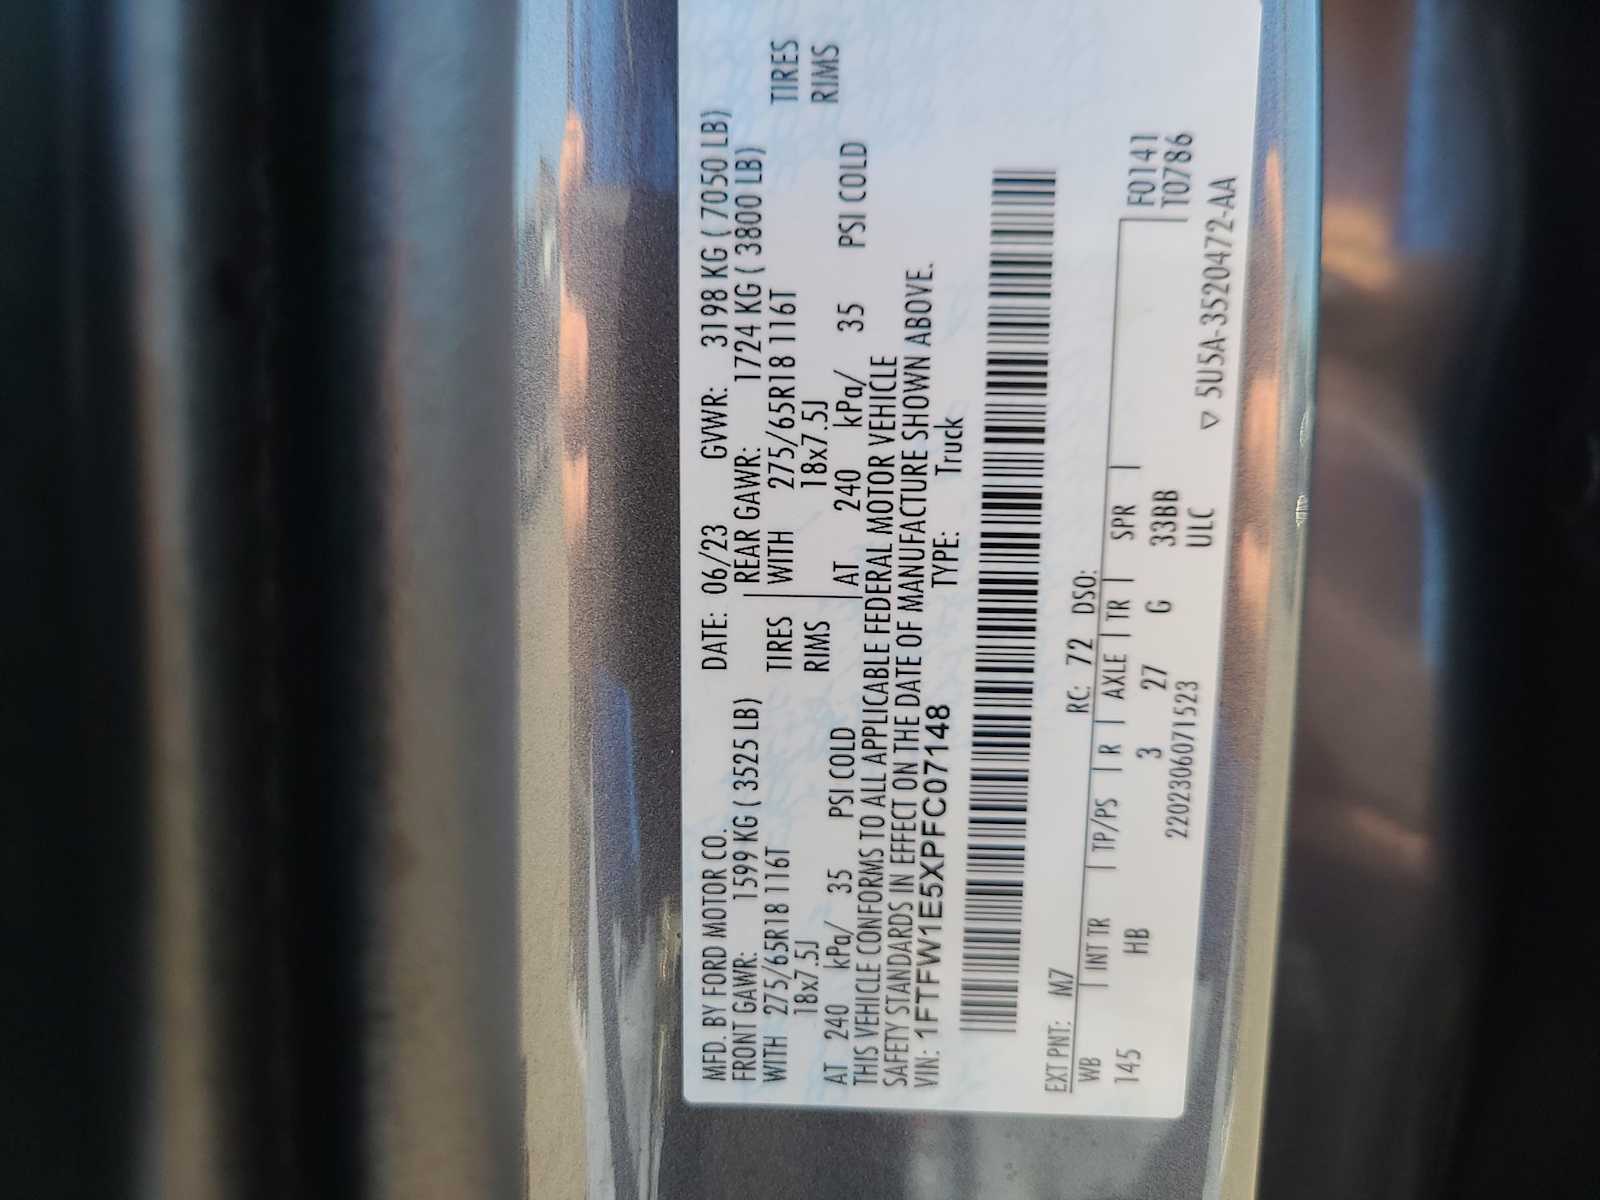 MFD. BY FORD MOTOR CO. DATE: 06/23 GVWR: 3198 KG ( 7050 LB)
FRONT GAWR: 1599 KG ( 3525 LB) REAR GAWR: 1724 KG ( 3800 LB)
WITH 275/65R18 116T TIRES WITH 275/65R18 116T TIRES
18x7.5J RIMS 18x7.5J RIMS
AT 240 kPa/ 35 PSI COLD AT 240 kPa/ 35 PSI COLD
THIS VEHICLE CONFORMS TO ALL APPLICABLE FEDERAL MOTOR VEHICLE
SAFETY STANDARDS IN EFFECT ON THE DATE OF MANUFACTURE SHOWN ABOVE.
VIN: 1FTFW1E5XPFC07148 TYPE: Truck
EXT PNT: M7 RC: 72 DSO:
WB INT TR TP/PS R AXLE TR SPR F0141
145 HB 3 27 G 33BB T0786
2202306071523 ULC
▽ 5U5A-3520472-AA